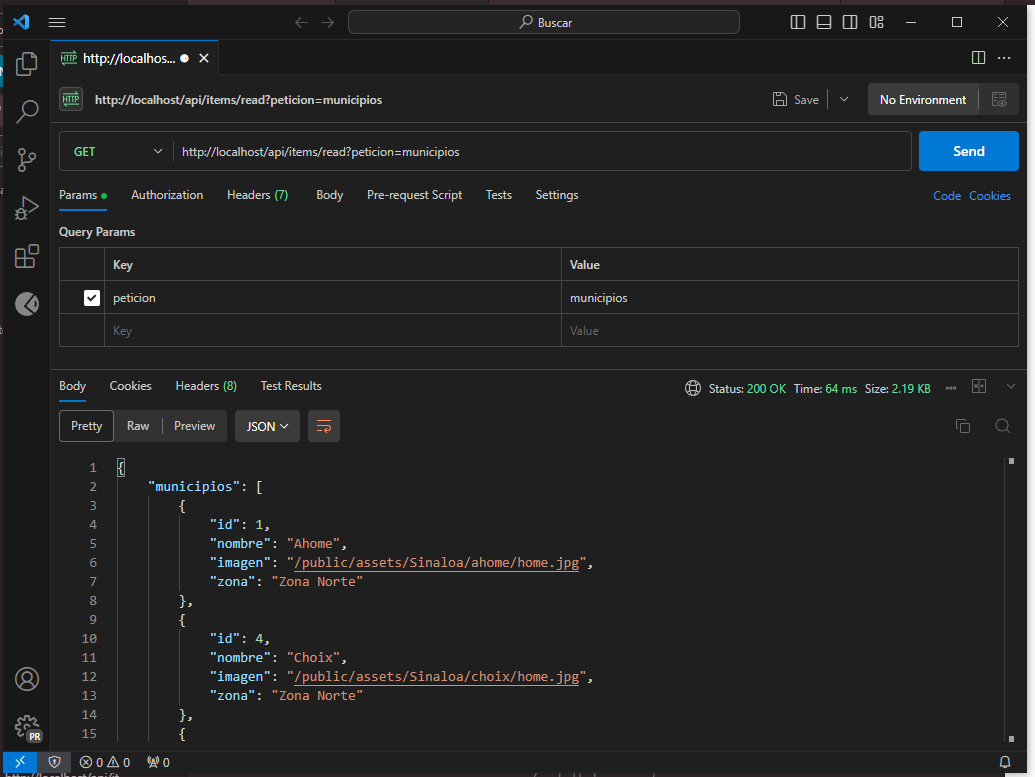 Buscar
HTTP http://localhos...
HTTP http://localhost/api/items/read?peticion=municipios Save No Environment
GET http://localhost/api/items/read?peticion=municipios Send
Params Authorization Headers (7) Body Pre-request Script Tests Settings Code Cookies
Query Params
Key Value
peticion municipios
Key Value
Body Cookies Headers (8) Test Results Status: 200 OK Time: 64 ms Size: 2.19 KB
Pretty Raw Preview JSON
1 {
2 "municipios": [
3 {
4 "id": 1,
5 "nombre": "Ahome",
6 "imagen": "/public/assets/Sinaloa/ahome/home.jpg",
7 "zona": "Zona Norte"
8 },
9 {
10 "id": 4,
11 "nombre": "Choix",
12 "imagen": "/public/assets/Sinaloa/choix/home.jpg",
13 "zona": "Zona Norte"
14 },
15 {
PR
0 0 0